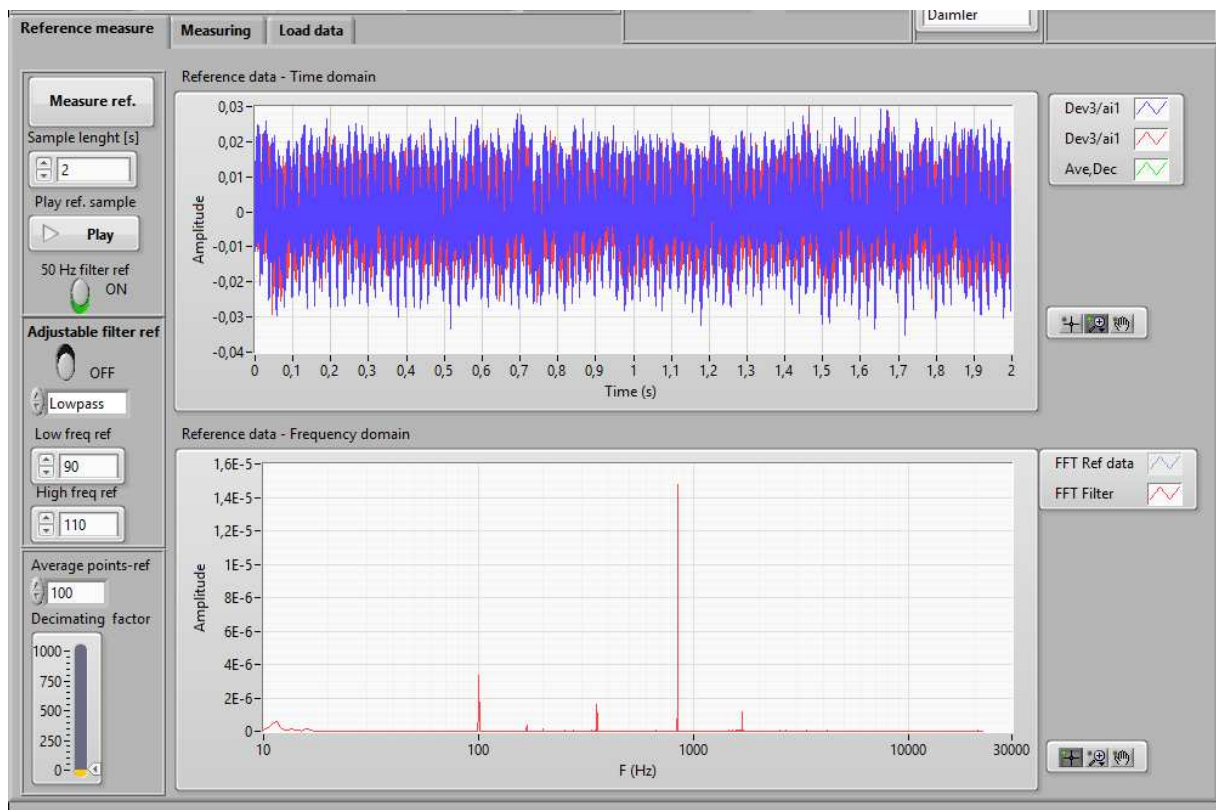 Daimler
Reference measure Measuring Load data
Measure ref.
Sample lenght [s]
2
Play ref. sample
Play
50 Hz filter ref
ON
Adjustable filter ref
OFF
Lowpass
Low freq ref
90
High freq ref
110
Average points-ref
100
Decimating factor
1000
750
500
250
0
Reference data - Time domain
Amplitude
0,03
0,02
0,01
0
-0,01
-0,02
-0,03
-0,04
0 0,1 0,2 0,3 0,4 0,5 0,6 0,7 0,8 0,9 1 1,1 1,2 1,3 1,4 1,5 1,6 1,7 1,8 1,9 2
Time (s)
Dev3/ai1
Dev3/ai1
Ave,Dec
Reference data - Frequency domain
Amplitude
1,6E-5
1,4E-5
1,2E-5
1E-5
8E-6
6E-6
4E-6
2E-6
0
10 100 1000 10000 30000
F (Hz)
FFT Ref data
FFT Filter